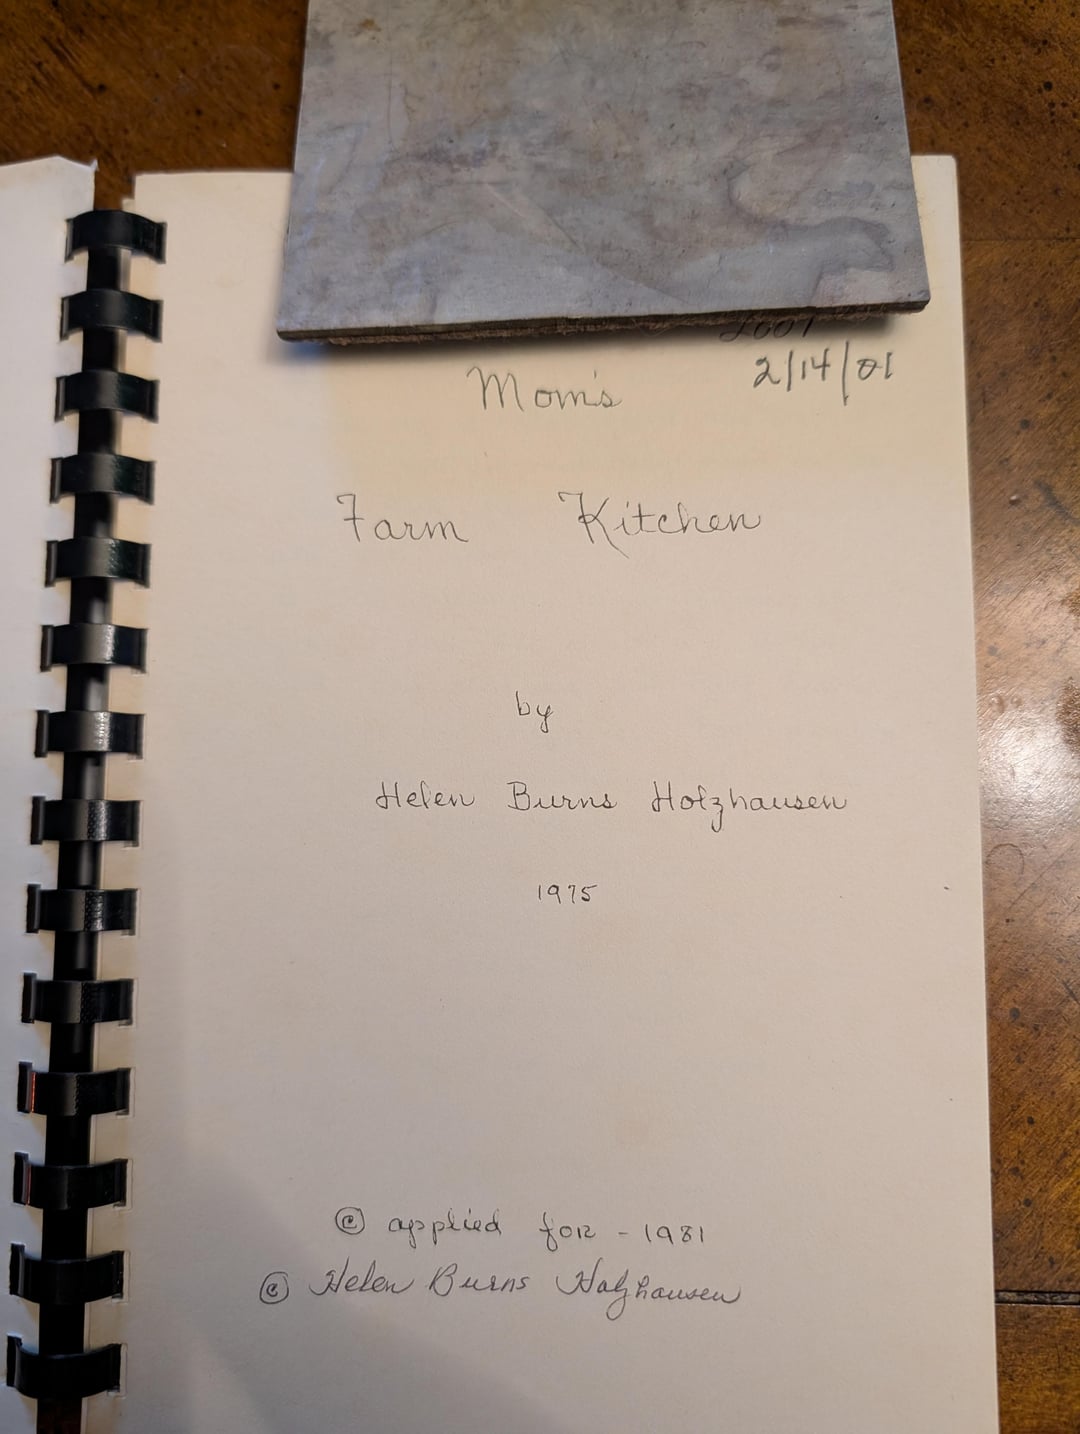 2/14/01
Mom's
Farm Kitchen
by
Helen Burns Holzhausen
1975
© applied for - 1981
© Helen Burns Holzhausen